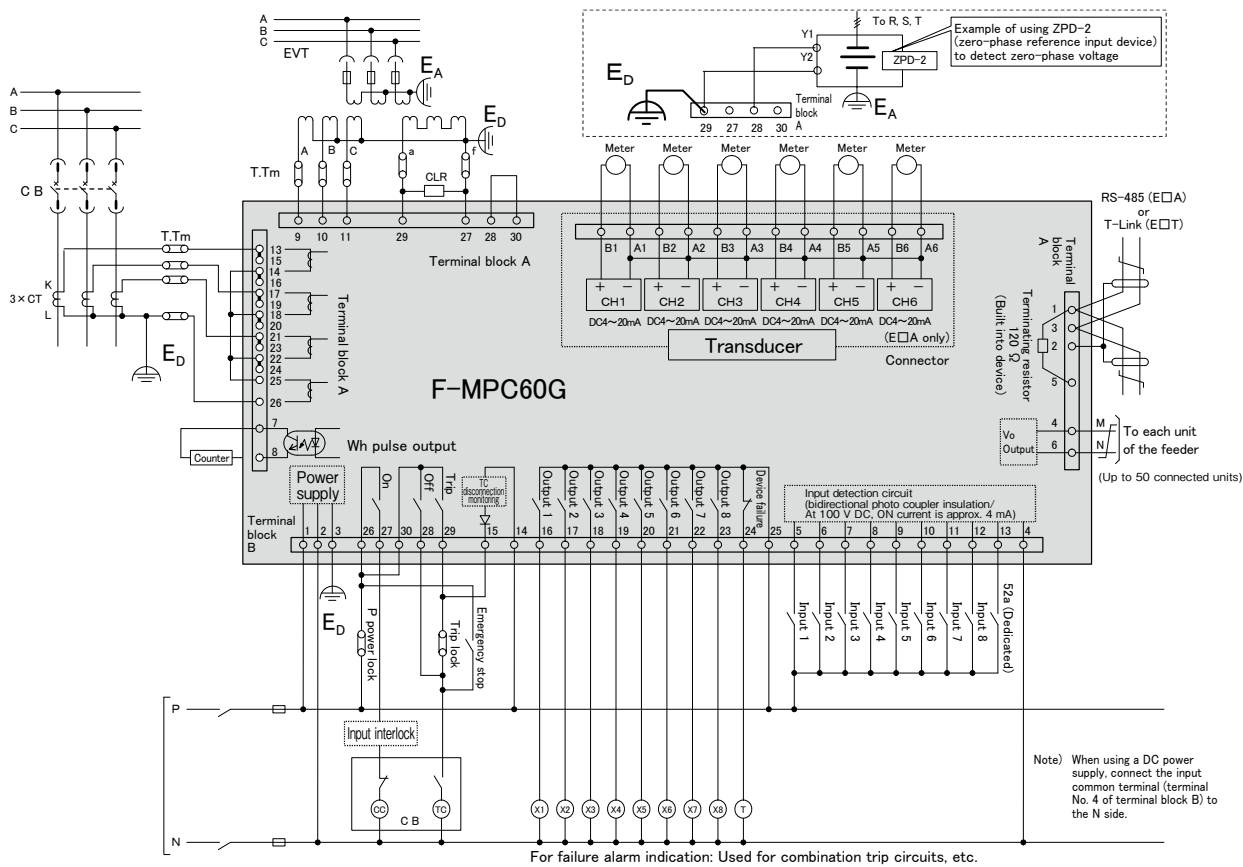 A
B
C
EVT
E_A
E_D
A
B
C
a
f
T.Tm
CLR
9 10 11 29 27 28 30
Terminal block A
A
B
C
C B
T.Tm
K
L
3×CT
E_D
13
15
14
16
17
19
18
20
21
23
22
24
25
26
Terminal block A
7
8
Counter
Wh pulse output
F-MPC60G
To R, S, T
Y1
Y2
ZPD-2
Example of using ZPD-2
(zero-phase reference input device)
to detect zero-phase voltage
E_D
E_A
Terminal
block
A
29 27 28 30
Meter Meter Meter Meter Meter Meter
B1 A1 B2 A2 B3 A3 B4 A4 B5 A5 B6 A6
+ − + − + − + − + − + −
CH1 CH2 CH3 CH4 CH5 CH6
DC4~20mA DC4~20mA DC4~20mA DC4~20mA DC4~20mA DC4~20mA
(E□A only)
Transducer
Connector
RS-485 (E□A)
or
T-Link (E□T)
Terminal
block
A
1
3
2
5
Terminating resistor
120 Ω
(Built into device)
Vo
Output
4
6
M
N
To each unit
of the feeder
(Up to 50 connected units)
Power
supply
On
Off
Trip
TC
disconnection
monitoring
Output 1
Output 2
Output 3
Output 4
Output 5
Output 6
Output 7
Output 8
Device failure
Input detection circuit
(bidirectional photo coupler insulation/
At 100 V DC, ON current is approx. 4 mA)
Terminal
block
B
1 2 3 26 27 30 28 29 15 14 16 17 18 19 20 21 22 23 24 25 5 6 7 8 9 10 11 12 13 4
E_D
P power lock
Trip lock
Emergency stop
Input 1
Input 2
Input 3
Input 4
Input 5
Input 6
Input 7
Input 8
52a (Dedicated)
P
Input interlock
CC
TC
C B
X1 X2 X3 X4 X5 X6 X7 X8 T
N
Note) When using a DC power
supply, connect the input
common terminal (terminal
No. 4 of terminal block B) to
the N side.
For failure alarm indication: Used for combination trip circuits, etc.